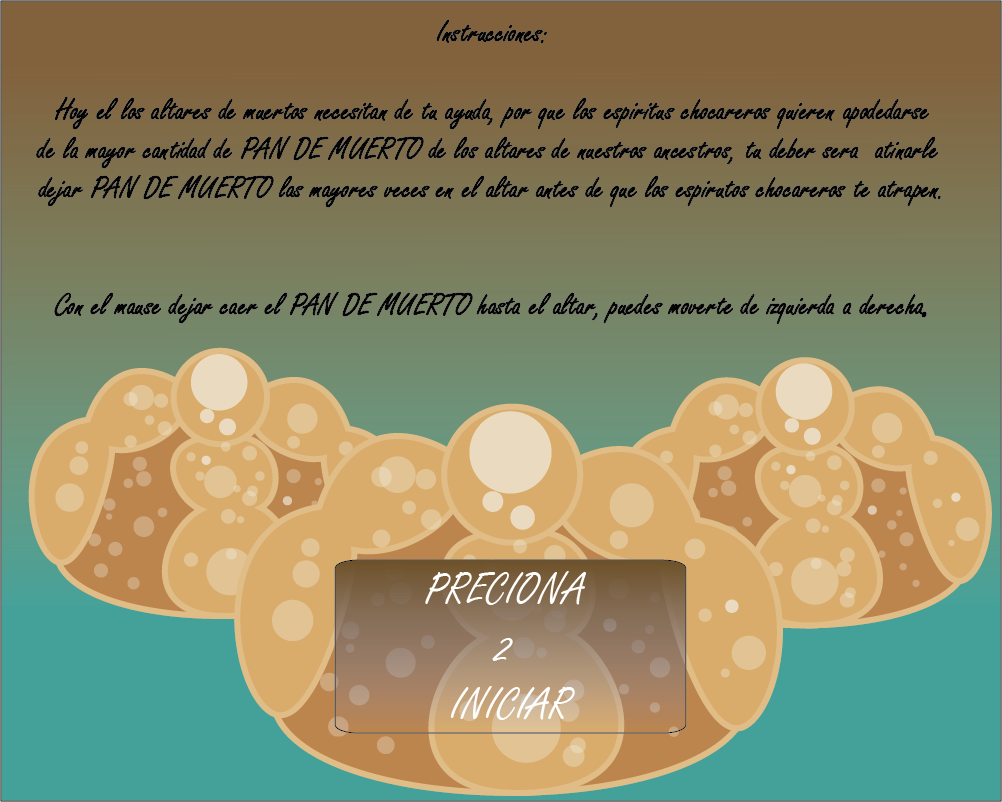 Instrucciones:
Hoy el los altares de muertos necesitan de tu ayuda, por que los espiritus chocareros quieren apodedarse
de la mayor cantidad de PAN DE MUERTO de los altares de nuestros ancestros, tu deber sera atinarle
dejar PAN DE MUERTO las mayores veces en el altar antes de que los espirutos chocareros te atrapen.
Con el mause dejar caer el PAN DE MUERTO hasta el altar, puedes moverte de izquierda a derecha.
PRECIONA
2
INICIAR